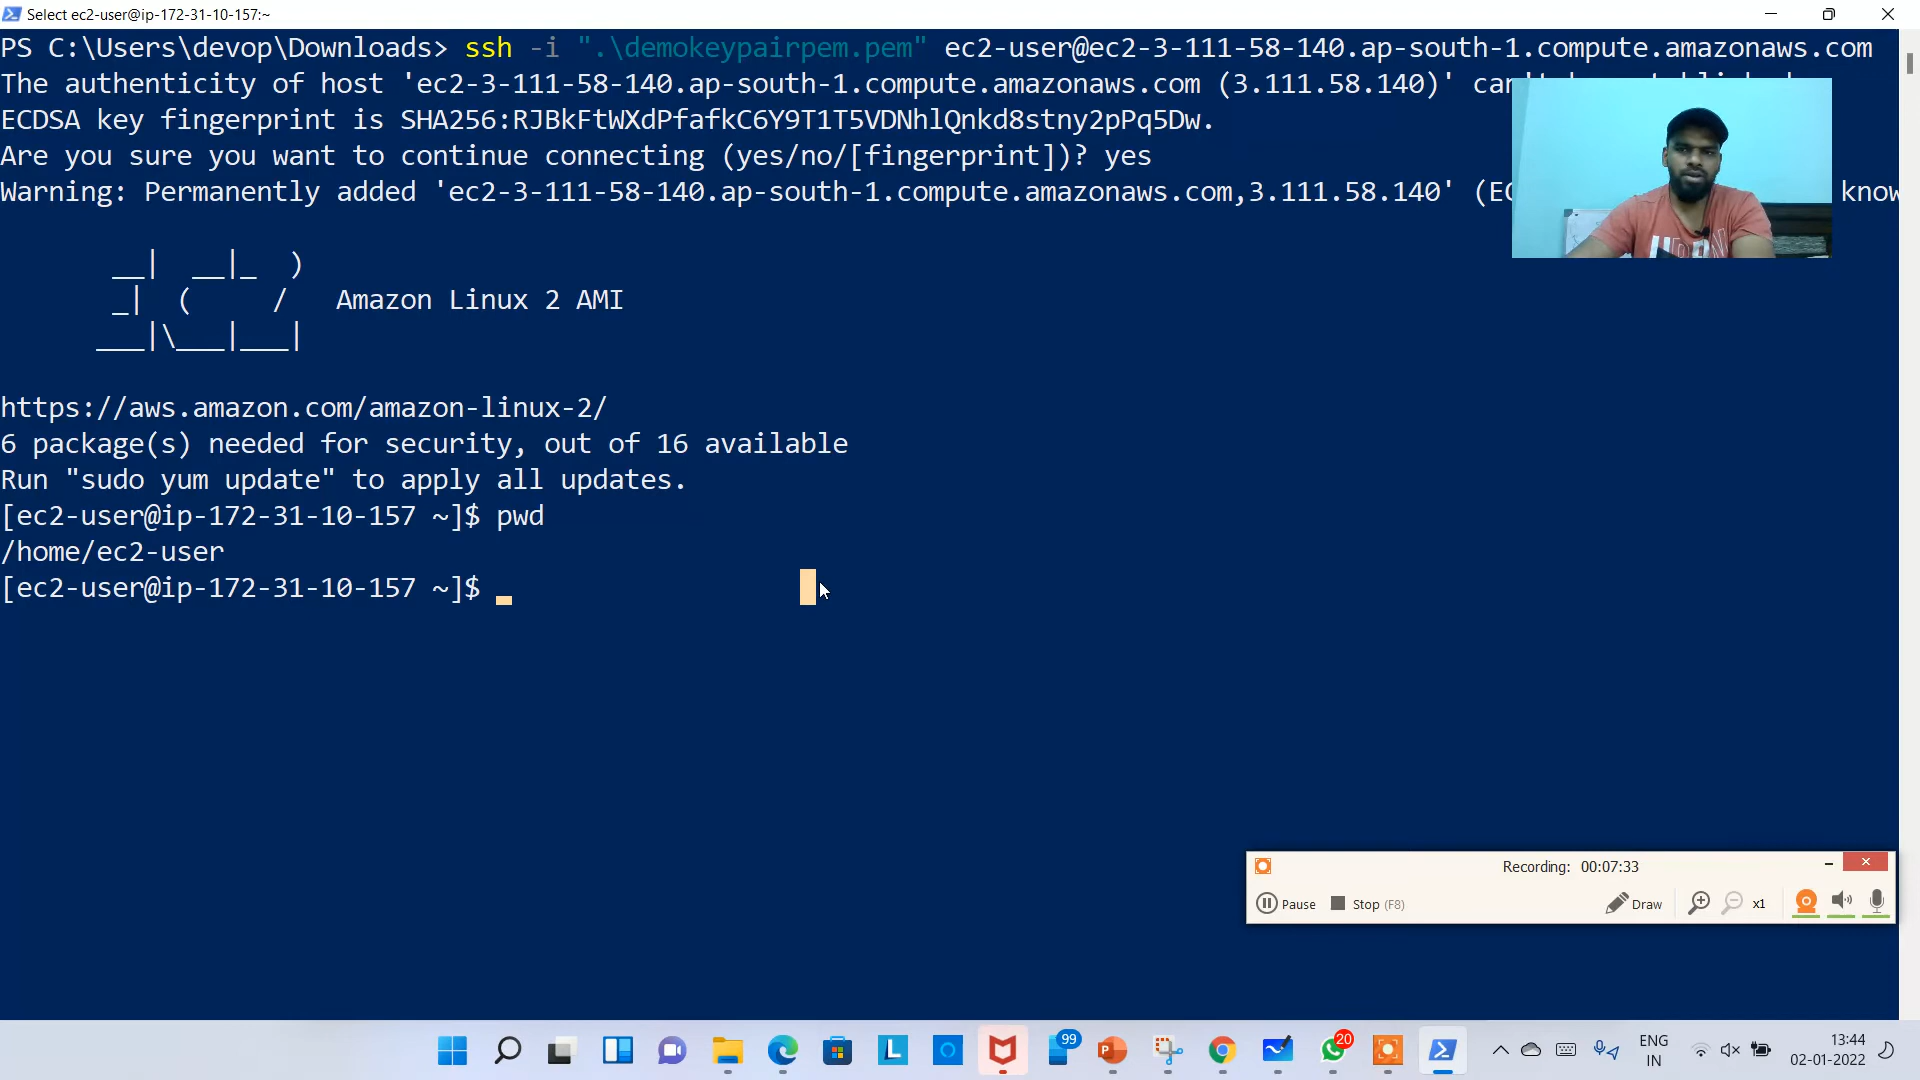 Select ec2-user@ip-172-31-10-157:~
PS C:\Users\devop\Downloads> ssh -i ".\demokeypairpem.pem" ec2-user@ec2-3-111-58-140.ap-south-1.compute.amazonaws.com
The authenticity of host 'ec2-3-111-58-140.ap-south-1.compute.amazonaws.com (3.111.58.140)'
ECDSA key fingerprint is SHA256:RJBkFtWXdPfafkC6Y9T1T5VDNhlQnkd8stny2pPq5Dw.
Are you sure you want to continue connecting (yes/no/[fingerprint])? yes
Warning: Permanently added 'ec2-3-111-58-140.ap-south-1.compute.amazonaws.com,3.111.58.140'
__|  __|_  )
_|  (     /   Amazon Linux 2 AMI
___|\___|___|
https://aws.amazon.com/amazon-linux-2/
6 package(s) needed for security, out of 16 available
Run "sudo yum update" to apply all updates.
[ec2-user@ip-172-31-10-157 ~]$ pwd
/home/ec2-user
[ec2-user@ip-172-31-10-157 ~]$
Recording: 00:07:33
Pause Stop (F8) Draw x1
99
20
ENG
IN
13:44
02-01-2022